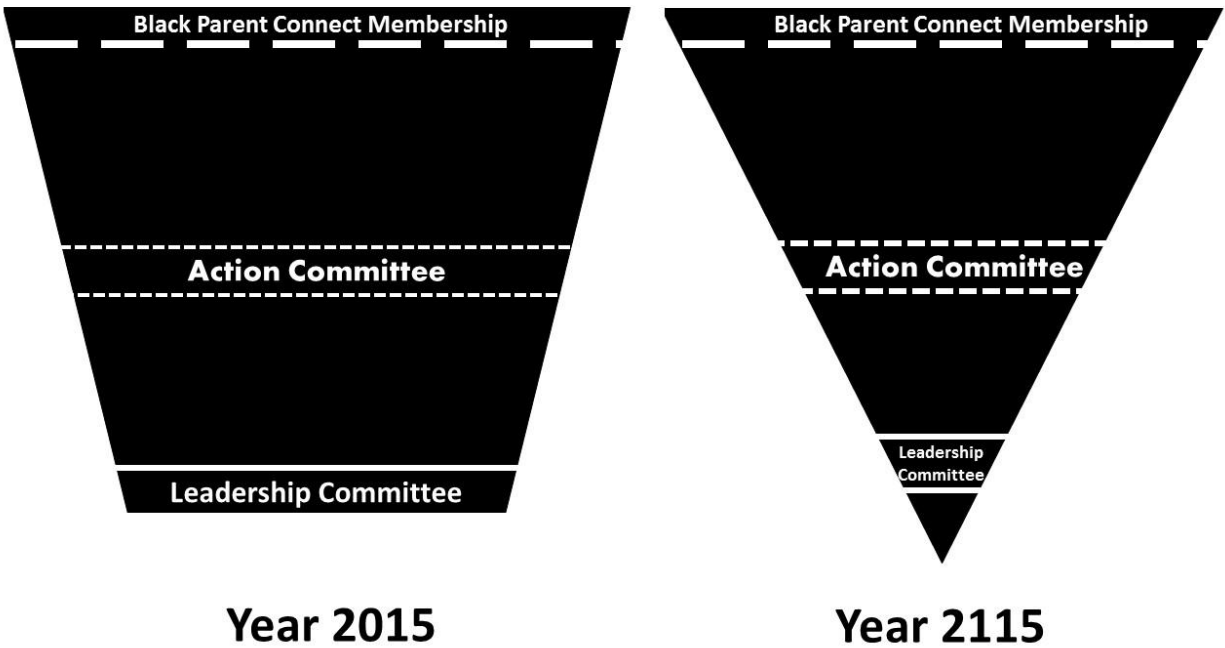 Black Parent Connect Membership
Action Committee
Leadership Committee
Year 2015
Black Parent Connect Membership
Action Committee
Leadership
Committee
Year 2115